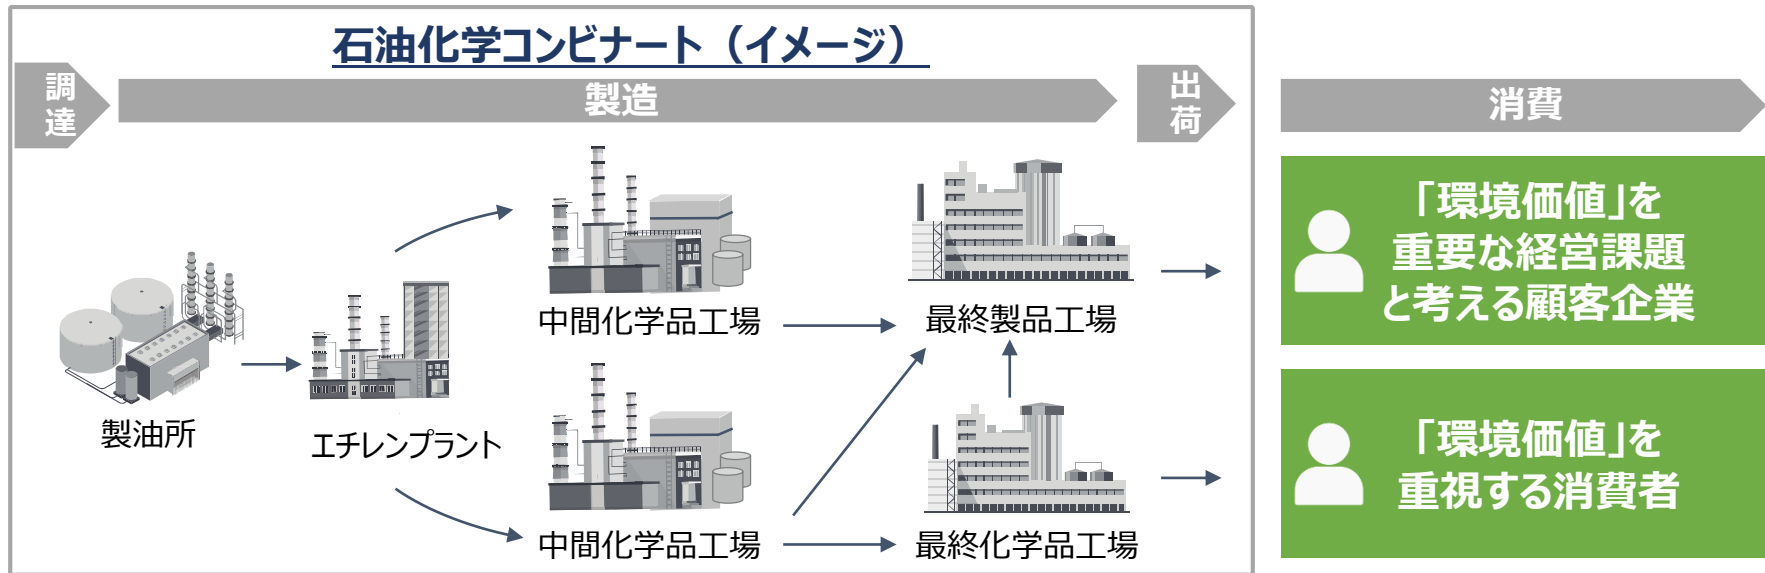 石油化学コンビナート（イメージ）
調
達
製造
出
荷
消費
中間化学品工場
最終製品工場
製油所
エチレンプラント
中間化学品工場
最終化学品工場
「環境価値」を
重要な経営課題
と考える顧客企業
「環境価値」を
重視する消費者